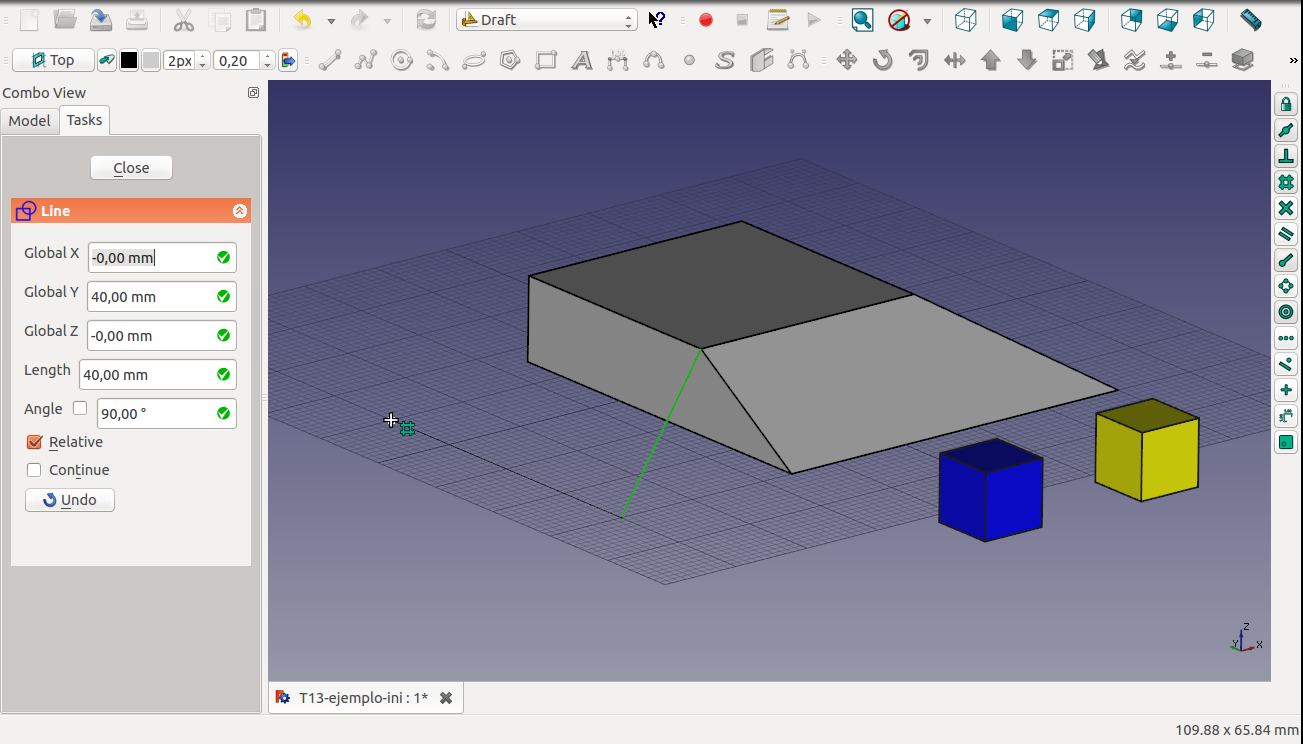 Draft
Top
2px
0,20
»
Combo View
Model
Tasks
Close
Line
Global X
-0,00 mm
Global Y
40,00 mm
Global Z
-0,00 mm
Length
40,00 mm
Angle
90,00 °
Relative
Continue
Undo
Z
Y
X
T13-ejemplo-ini : 1*
109.88 x 65.84 mm